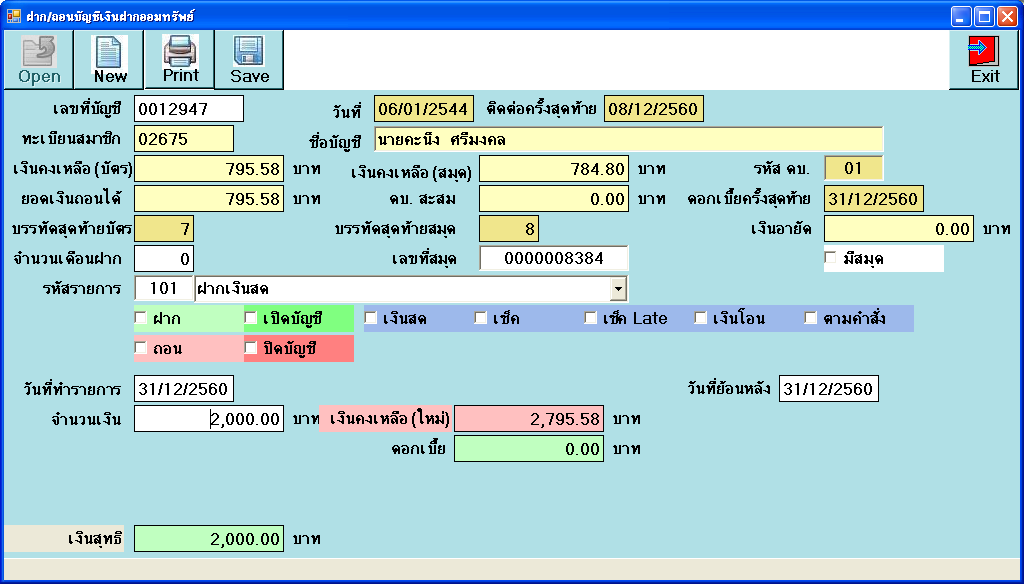 ฝาก/ถอนบัญชีเงินฝากออมทรัพย์
Open New Print Save Exit
เลขที่บัญชี 0012947 วันที่ 06/01/2544 ติดต่อครั้งสุดท้าย 08/12/2560
ทะเบียนสมาชิก 02675 ชื่อบัญชี นายคะนึง ศรีมงคล
เงินคงเหลือ (บัตร) 795.58 บาท เงินคงเหลือ (สมุด) 784.80 บาท รหัส ดบ. 01
ยอดเงินถอนได้ 795.58 บาท ดบ. สะสม 0.00 บาท ดอกเบี้ยครั้งสุดท้าย 31/12/2560
บรรทัดสุดท้ายบัตร 7 บรรทัดสุดท้ายสมุด 8 เงินอายัด 0.00 บาท
จำนวนเดือนฝาก 0 เลขที่สมุด 0000008384 มีสมุด
รหัสรายการ 101 ฝากเงินสด
ฝาก เปิดบัญชี เงินสด เช็ค เช็ค Late เงินโอน ตามคำสั่ง
ถอน ปิดบัญชี
วันที่ทำรายการ 31/12/2560 วันที่ย้อนหลัง 31/12/2560
จำนวนเงิน 2,000.00 บาท เงินคงเหลือ (ใหม่) 2,795.58 บาท
ดอกเบี้ย 0.00 บาท
เงินสุทธิ 2,000.00 บาท